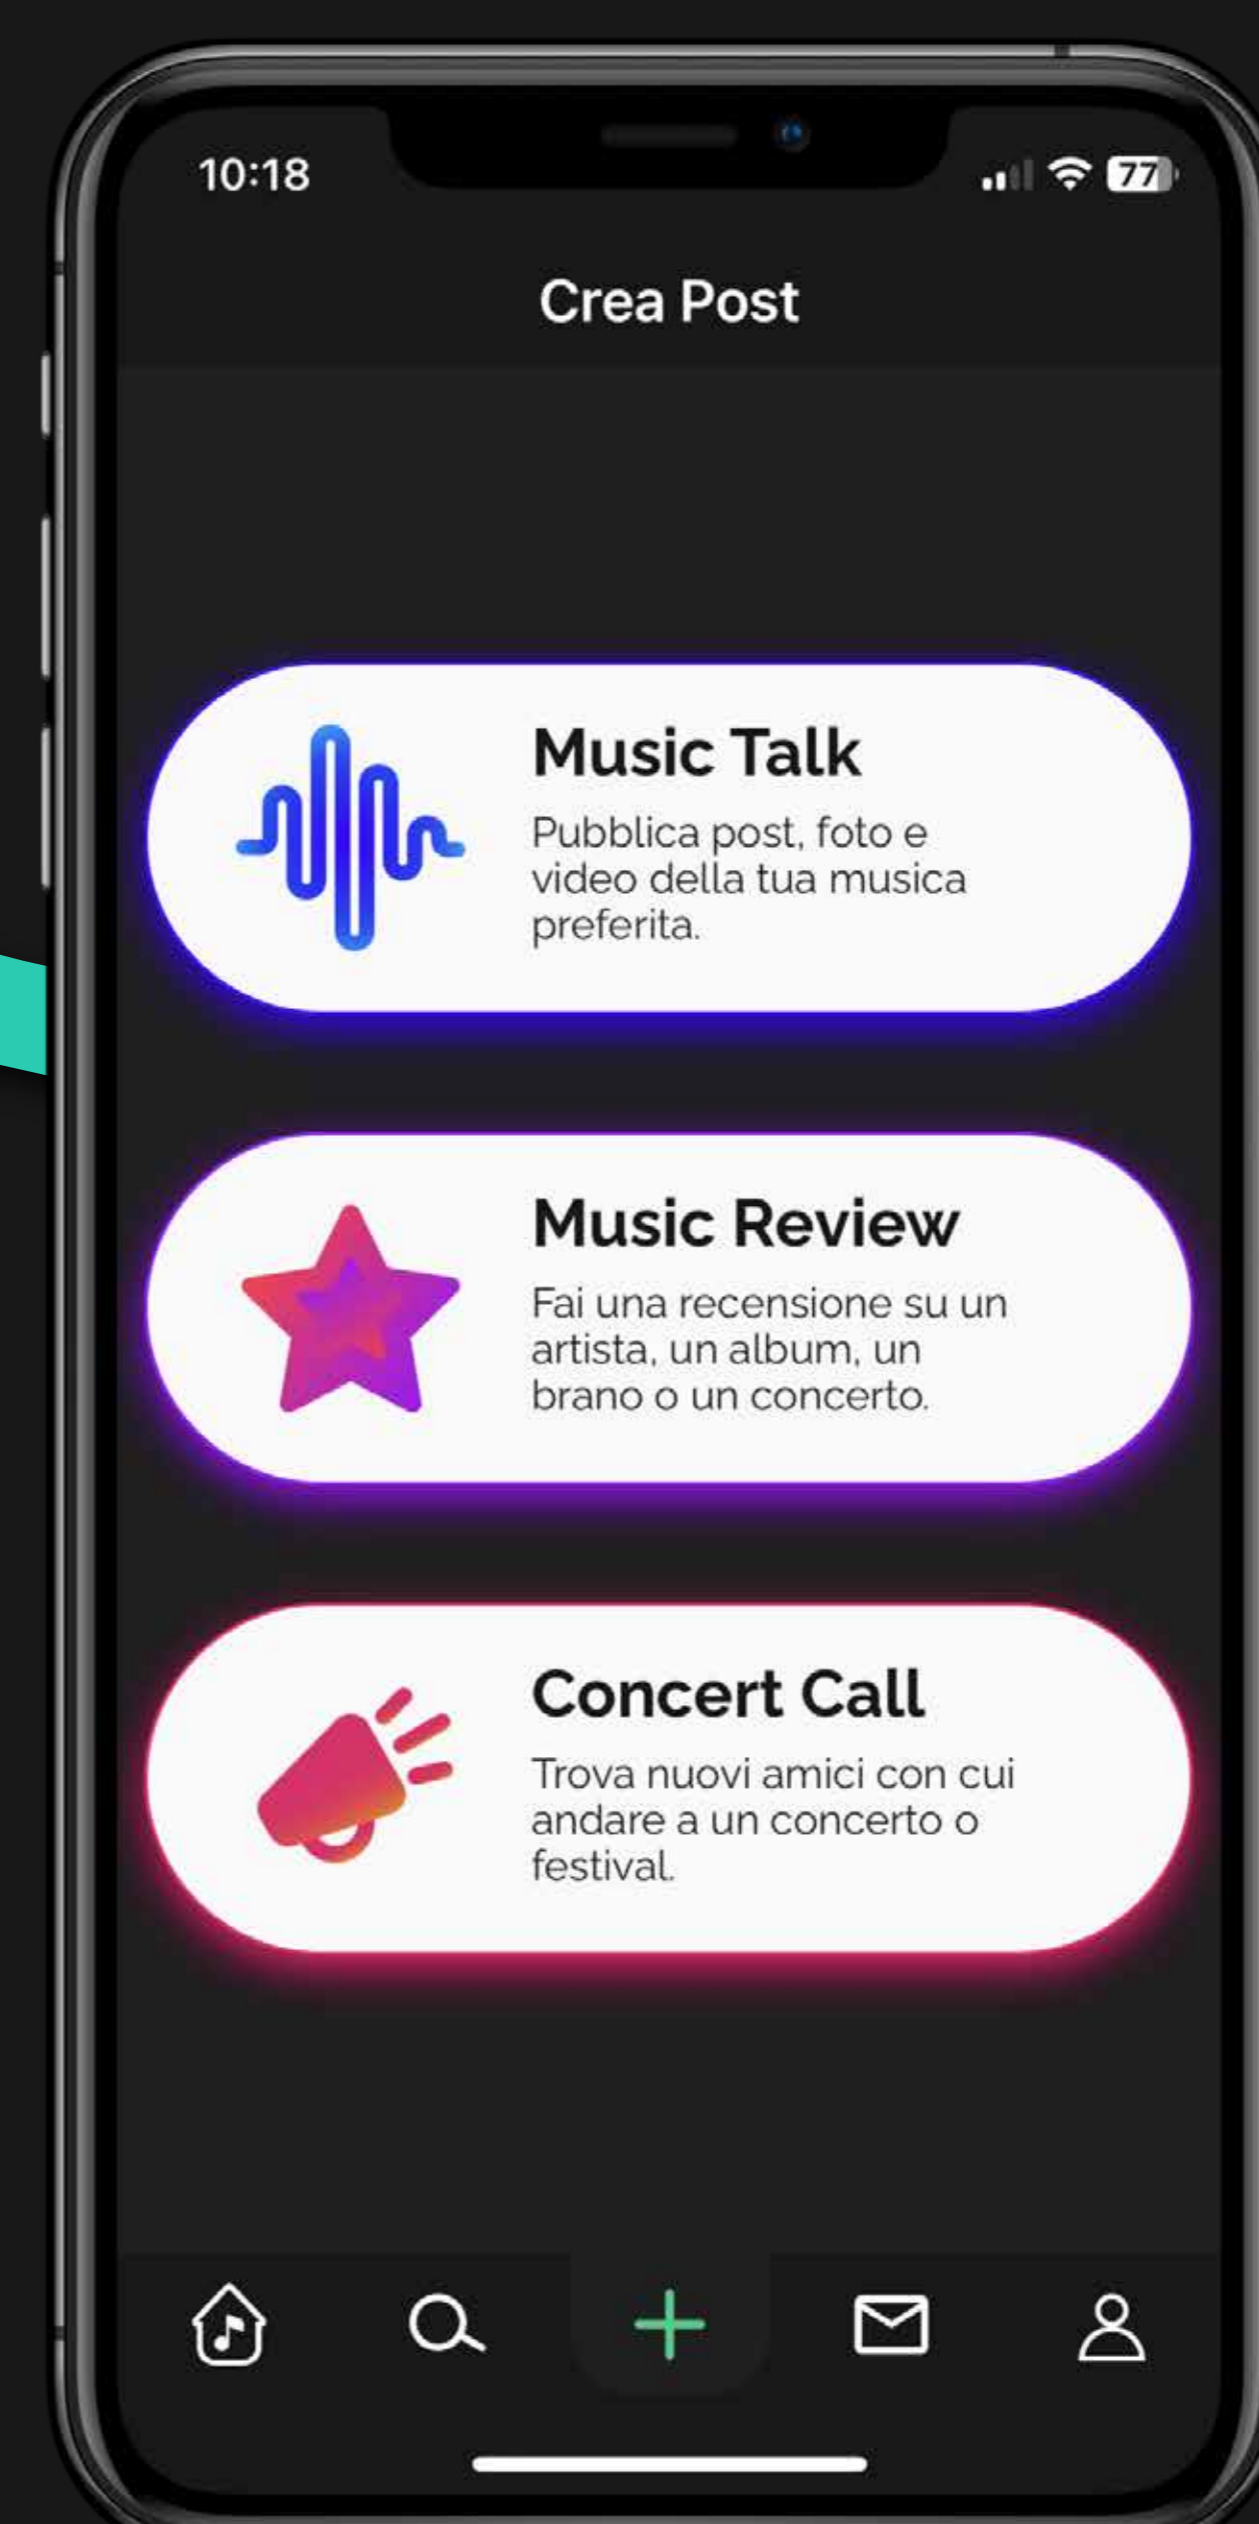 10:18
77
Crea Post
Music Talk
Pubblica post, foto e
video della tua musica
preferita.
Music Review
Fai una recensione su un
artista, un album, un
brano o un concerto.
Concert Call
Trova nuovi amici con cui
andare a un concerto o
festival.